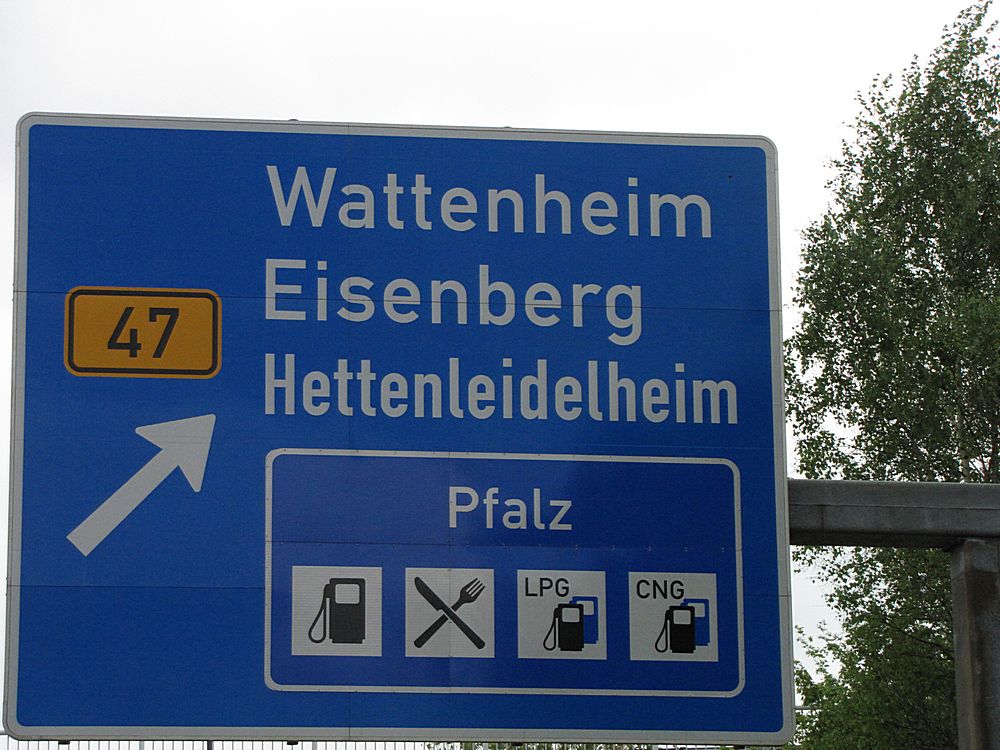 Wattenheim
Eisenberg
47
Hettenleidelheim
Pfalz
LPG CNG